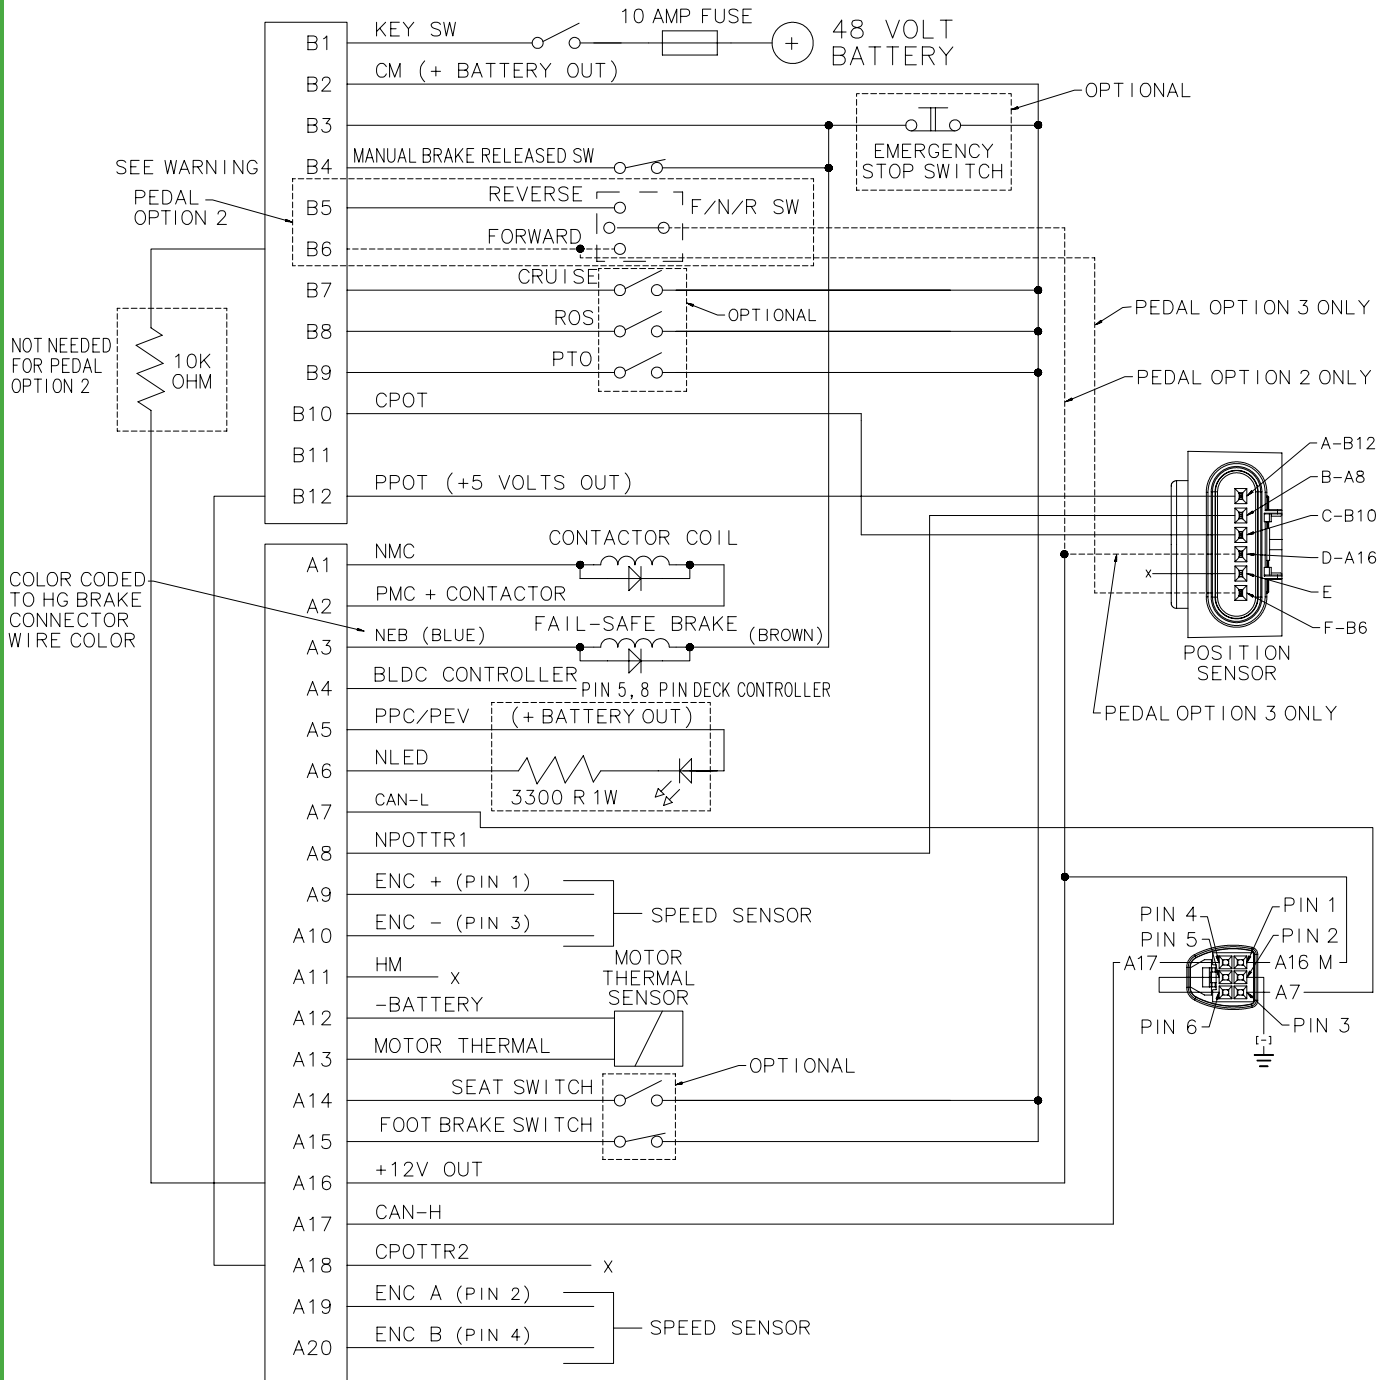 10 AMP FUSE
48 VOLT
BATTERY
+
B1
KEY SW
B2
CM (+ BATTERY OUT)
OPTIONAL
B3
EMERGENCY
STOP SWITCH
SEE WARNING
B4
MANUAL BRAKE RELEASED SW
PEDAL
OPTION 2
B5
REVERSE
F/N/R SW
B6
FORWARD
B7
CRUISE
PEDAL OPTION 3 ONLY
B8
ROS
OPTIONAL
NOT NEEDED
FOR PEDAL
OPTION 2
10K
OHM
B9
PTO
PEDAL OPTION 2 ONLY
B10
CPOT
B11
B12
PPOT (+5 VOLTS OUT)
A-B12
B-A8
C-B10
D-A16
X
E
F-B6
POSITION
SENSOR
PEDAL OPTION 3 ONLY
A1
NMC
CONTACTOR COIL
COLOR CODED
TO HG BRAKE
CONNECTOR
WIRE COLOR
A2
PMC + CONTACTOR
A3
NEB (BLUE)
FAIL-SAFE BRAKE
(BROWN)
A4
BLDC CONTROLLER
PIN 5, 8 PIN DECK CONTROLLER
A5
PPC/PEV
(+ BATTERY OUT)
A6
NLED
3300 R 1W
A7
CAN-L
A8
NPOTTR1
A9
ENC + (PIN 1)
SPEED SENSOR
A10
ENC - (PIN 3)
A11
HM
X
MOTOR
THERMAL
SENSOR
PIN 4
PIN 5
A17
PIN 6
PIN 1
PIN 2
A16 M
A7
PIN 3
[-]
A12
-BATTERY
A13
MOTOR THERMAL
OPTIONAL
A14
SEAT SWITCH
A15
FOOT BRAKE SWITCH
A16
+12V OUT
A17
CAN-H
A18
CPOTTR2
X
A19
ENC A (PIN 2)
SPEED SENSOR
A20
ENC B (PIN 4)